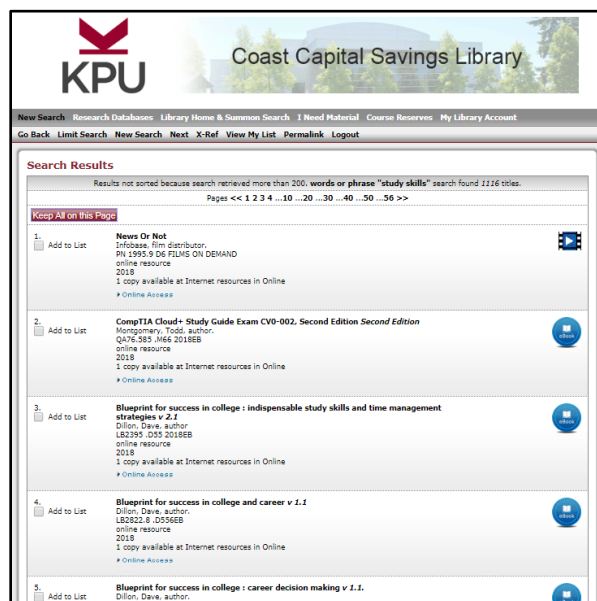 KPU
Coast Capital Savings Library
New Search Research Databases Library Home & Summon Search I Need Material Course Reserves My Library Account
Go Back Limit Search New Search Next X-Ref View My List Permalink Logout
Search Results
Results not sorted because search retrieved more than 200. words or phrase "study skills" search found 1116 titles.
Pages << 1 2 3 4 ...10 ...20 ...30 ...40 ...50 ...56 >>
Keep All on this Page
1.
Add to List
News Or Not
Infobase, film distributor.
PN 1995.9 D6 FILMS ON DEMAND
online resource
2018
1 copy available at Internet resources in Online
Online Access
2.
Add to List
CompTIA Cloud+ Study Guide Exam CV0-002, Second Edition Second Edition
Montgomery, Todd, author.
QA76.585 .M66 2018EB
online resource
2018
1 copy available at Internet resources in Online
Online Access
eBook
3.
Add to List
Blueprint for success in college : indispensable study skills and time management
strategies v 2.1
Dillon, Dave, author
LB2395 .D55 2018EB
online resource
2018
1 copy available at Internet resources in Online
Online Access
eBook
4.
Add to List
Blueprint for success in college and career v 1.1
Dillon, Dave, author.
LB2822.8 .D556EB
online resource
2018
1 copy available at Internet resources in Online
Online Access
eBook
5.
Add to List
Blueprint for success in college : career decision making v 1.1.
Dillon, Dave, author.